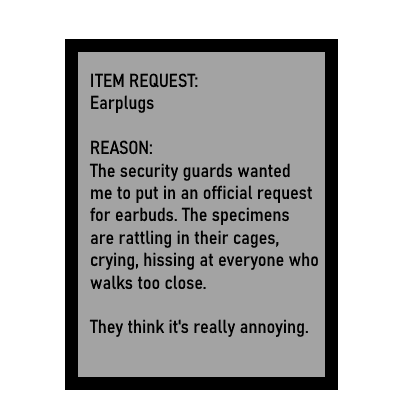 ITEM REQUEST:
Earplugs
REASON:
The security guards wanted
me to put in an official request
for earbuds. The specimens
are rattling in their cages,
crying, hissing at everyone who
walks too close.
They think it's really annoying.